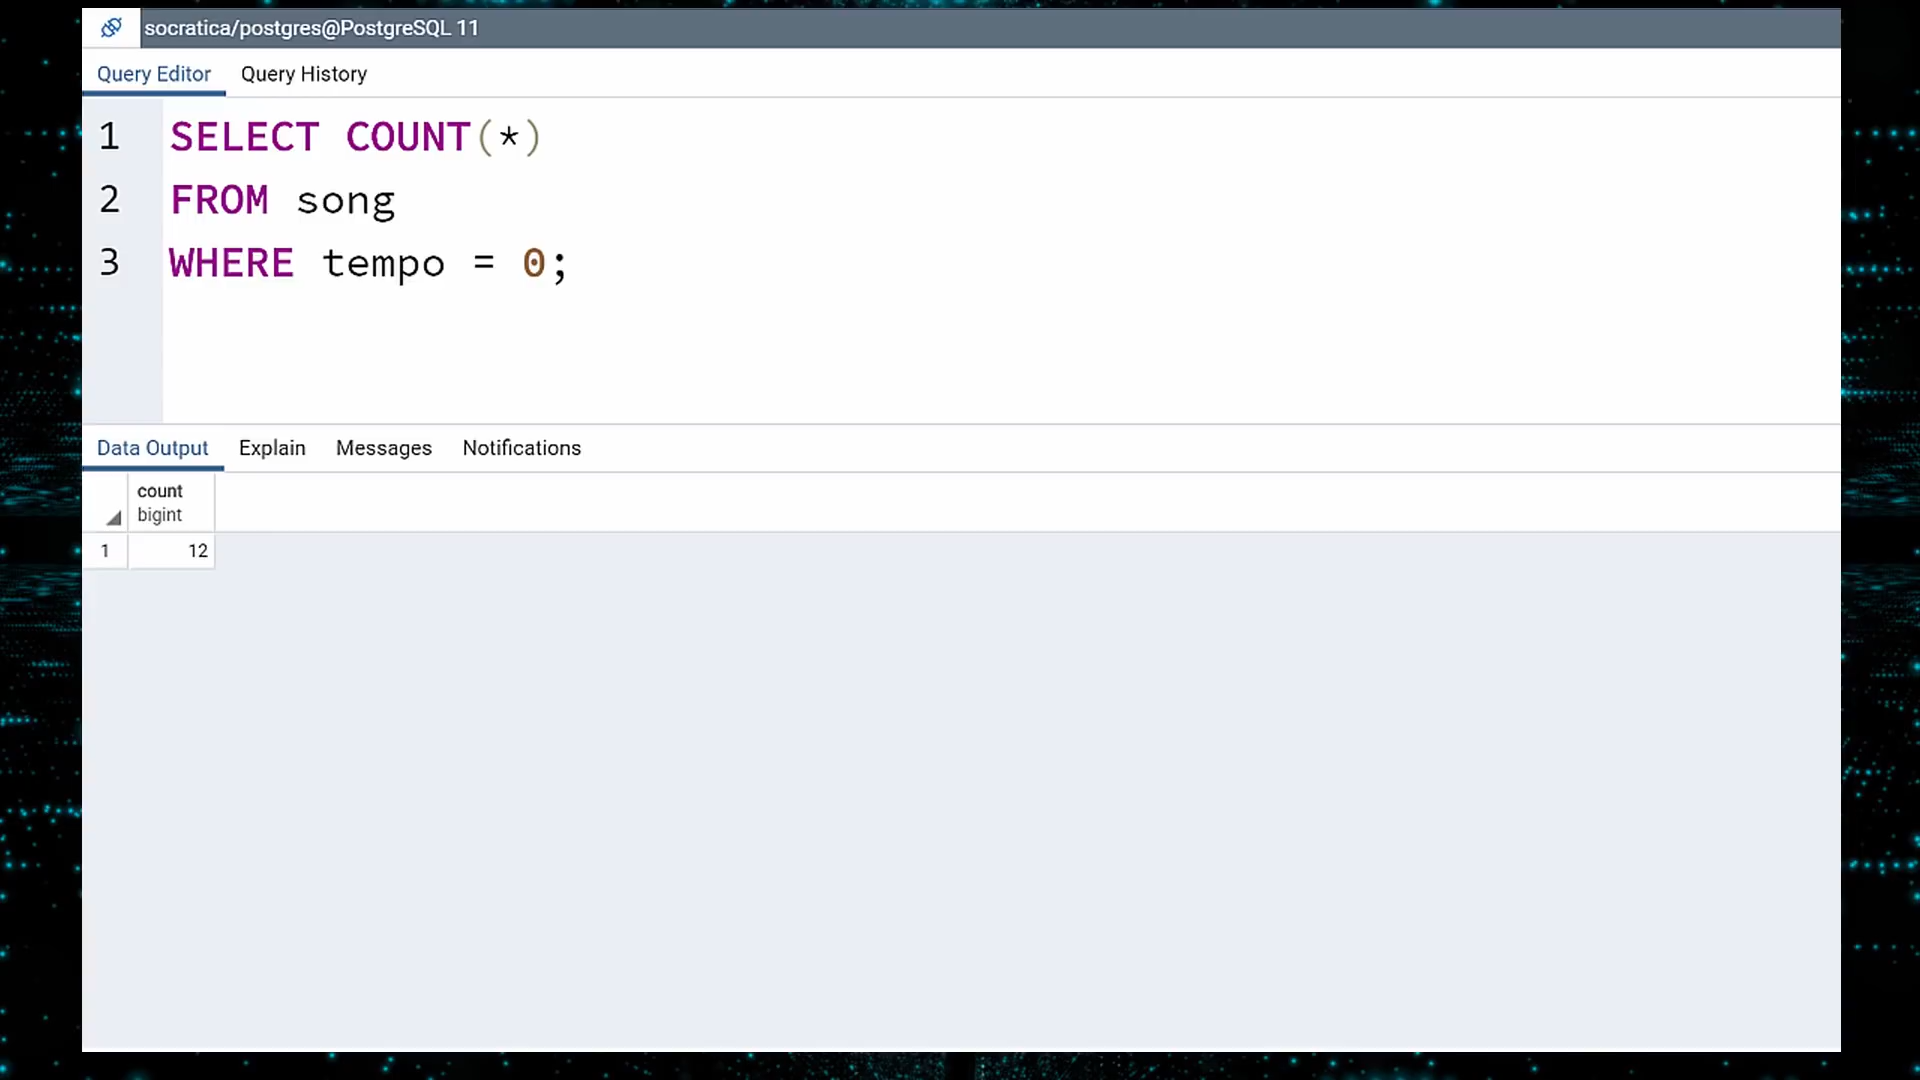 socratica/postgres@PostgreSQL 11
Query Editor Query History
1 SELECT COUNT(*)
2 FROM song
3 WHERE tempo = 0;
Data Output Explain Messages Notifications
count
bigint
1 12